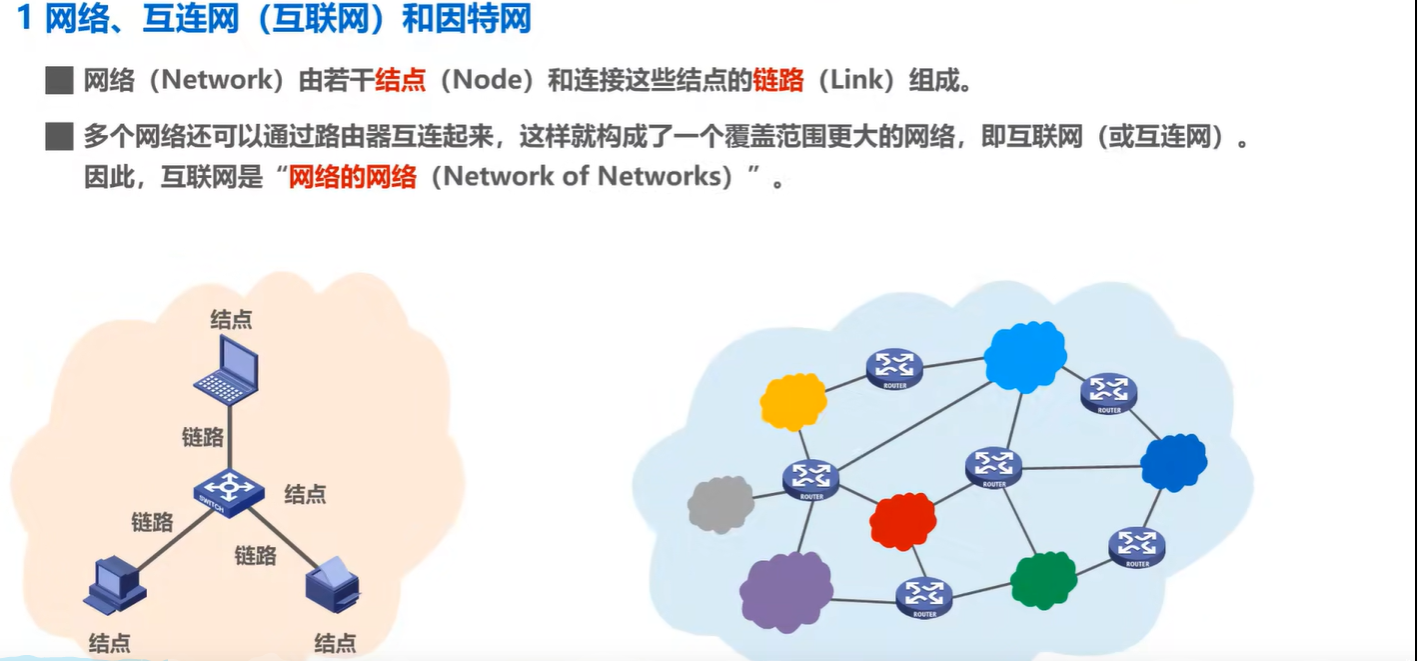 1 网络、互连网（互联网）和因特网
网络（Network）由若干结点（Node）和连接这些结点的链路（Link）组成。
多个网络还可以通过路由器互连起来，这样就构成了一个覆盖范围更大的网络，即互联网（或互连网）。
因此，互联网是“网络的网络（Network of Networks）”。
结点
链路
SWITCH
结点
链路
链路
结点
结点
ROUTER
ROUTER
ROUTER
ROUTER
ROUTER
ROUTER